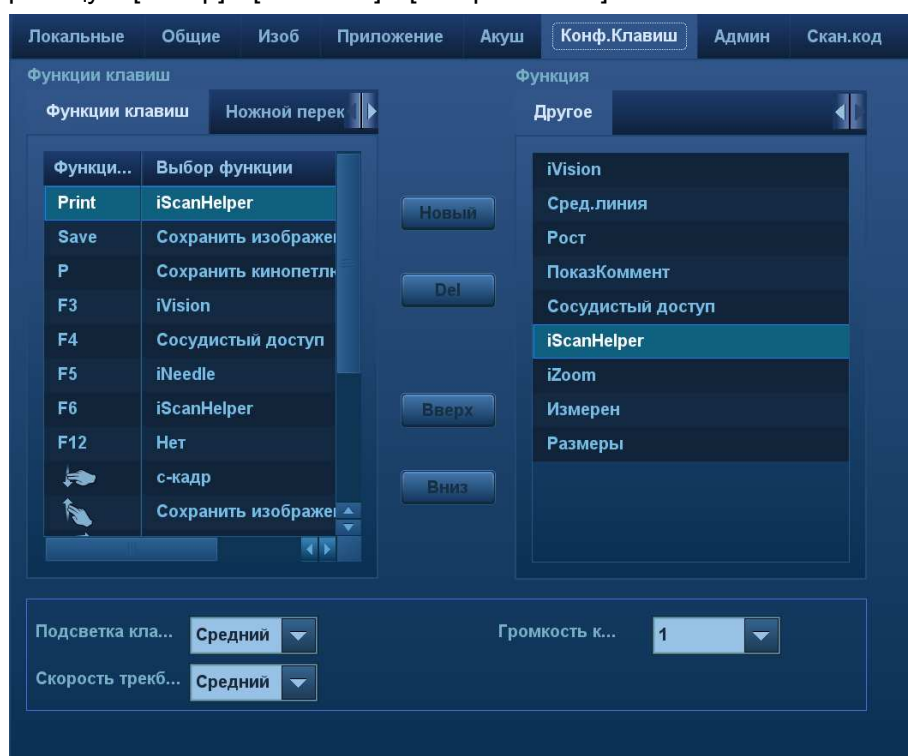 Локальные Общие Изоб Приложение Акуш Конф.Клавиш Админ Скан.код
Функции клавиш
Функция
Функции клавиш Ножной перек
Другое
Функци... Выбор функции
Print iScanHelper
Save Сохранить изображе
P Сохранить кинопетл
F3 iVision
F4 Сосудистый доступ
F5 iNeedle
F6 iScanHelper
F12 Нет
с-кадр
Сохранить изображе
Новый
Del
Вверх
Вниз
iVision
Сред.линия
Рост
ПоказКоммент
Сосудистый доступ
iScanHelper
iZoom
Измерен
Размеры
Подсветка кла... Средний
Громкость к... 1
Скорость трекб... Средний